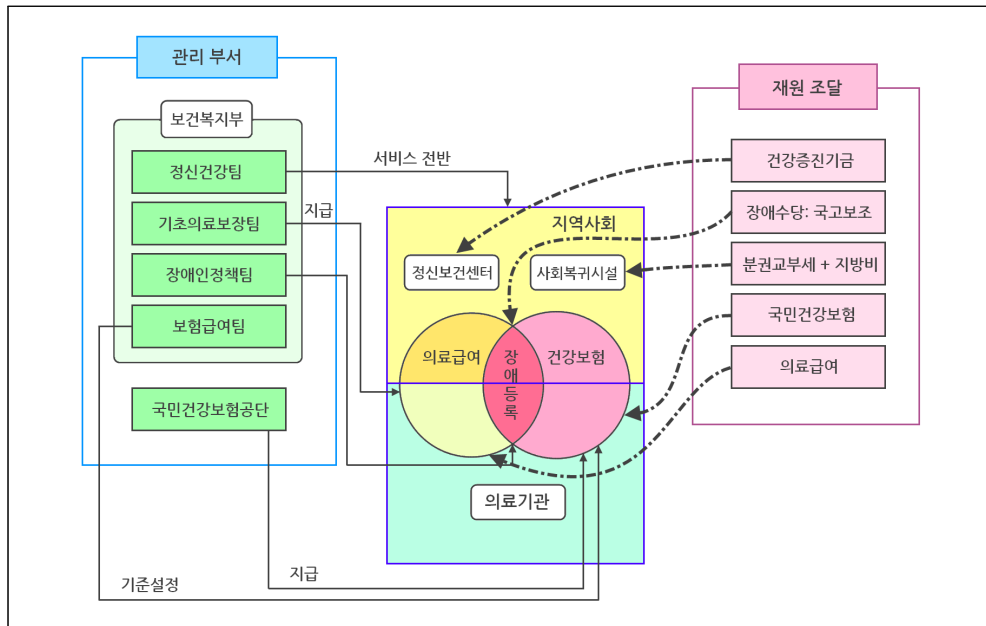 관리 부서
보건복지부
정신건강팀
기초의료보장팀
장애인정책팀
보험급여팀
국민건강보험공단
서비스 전반
지급
지역사회
정신보건센터
사회복귀시설
의료급여
장애등록
건강보험
의료기관
지급
기준설정
재원 조달
건강증진기금
장애수당: 국고보조
분권교부세 + 지방비
국민건강보험
의료급여